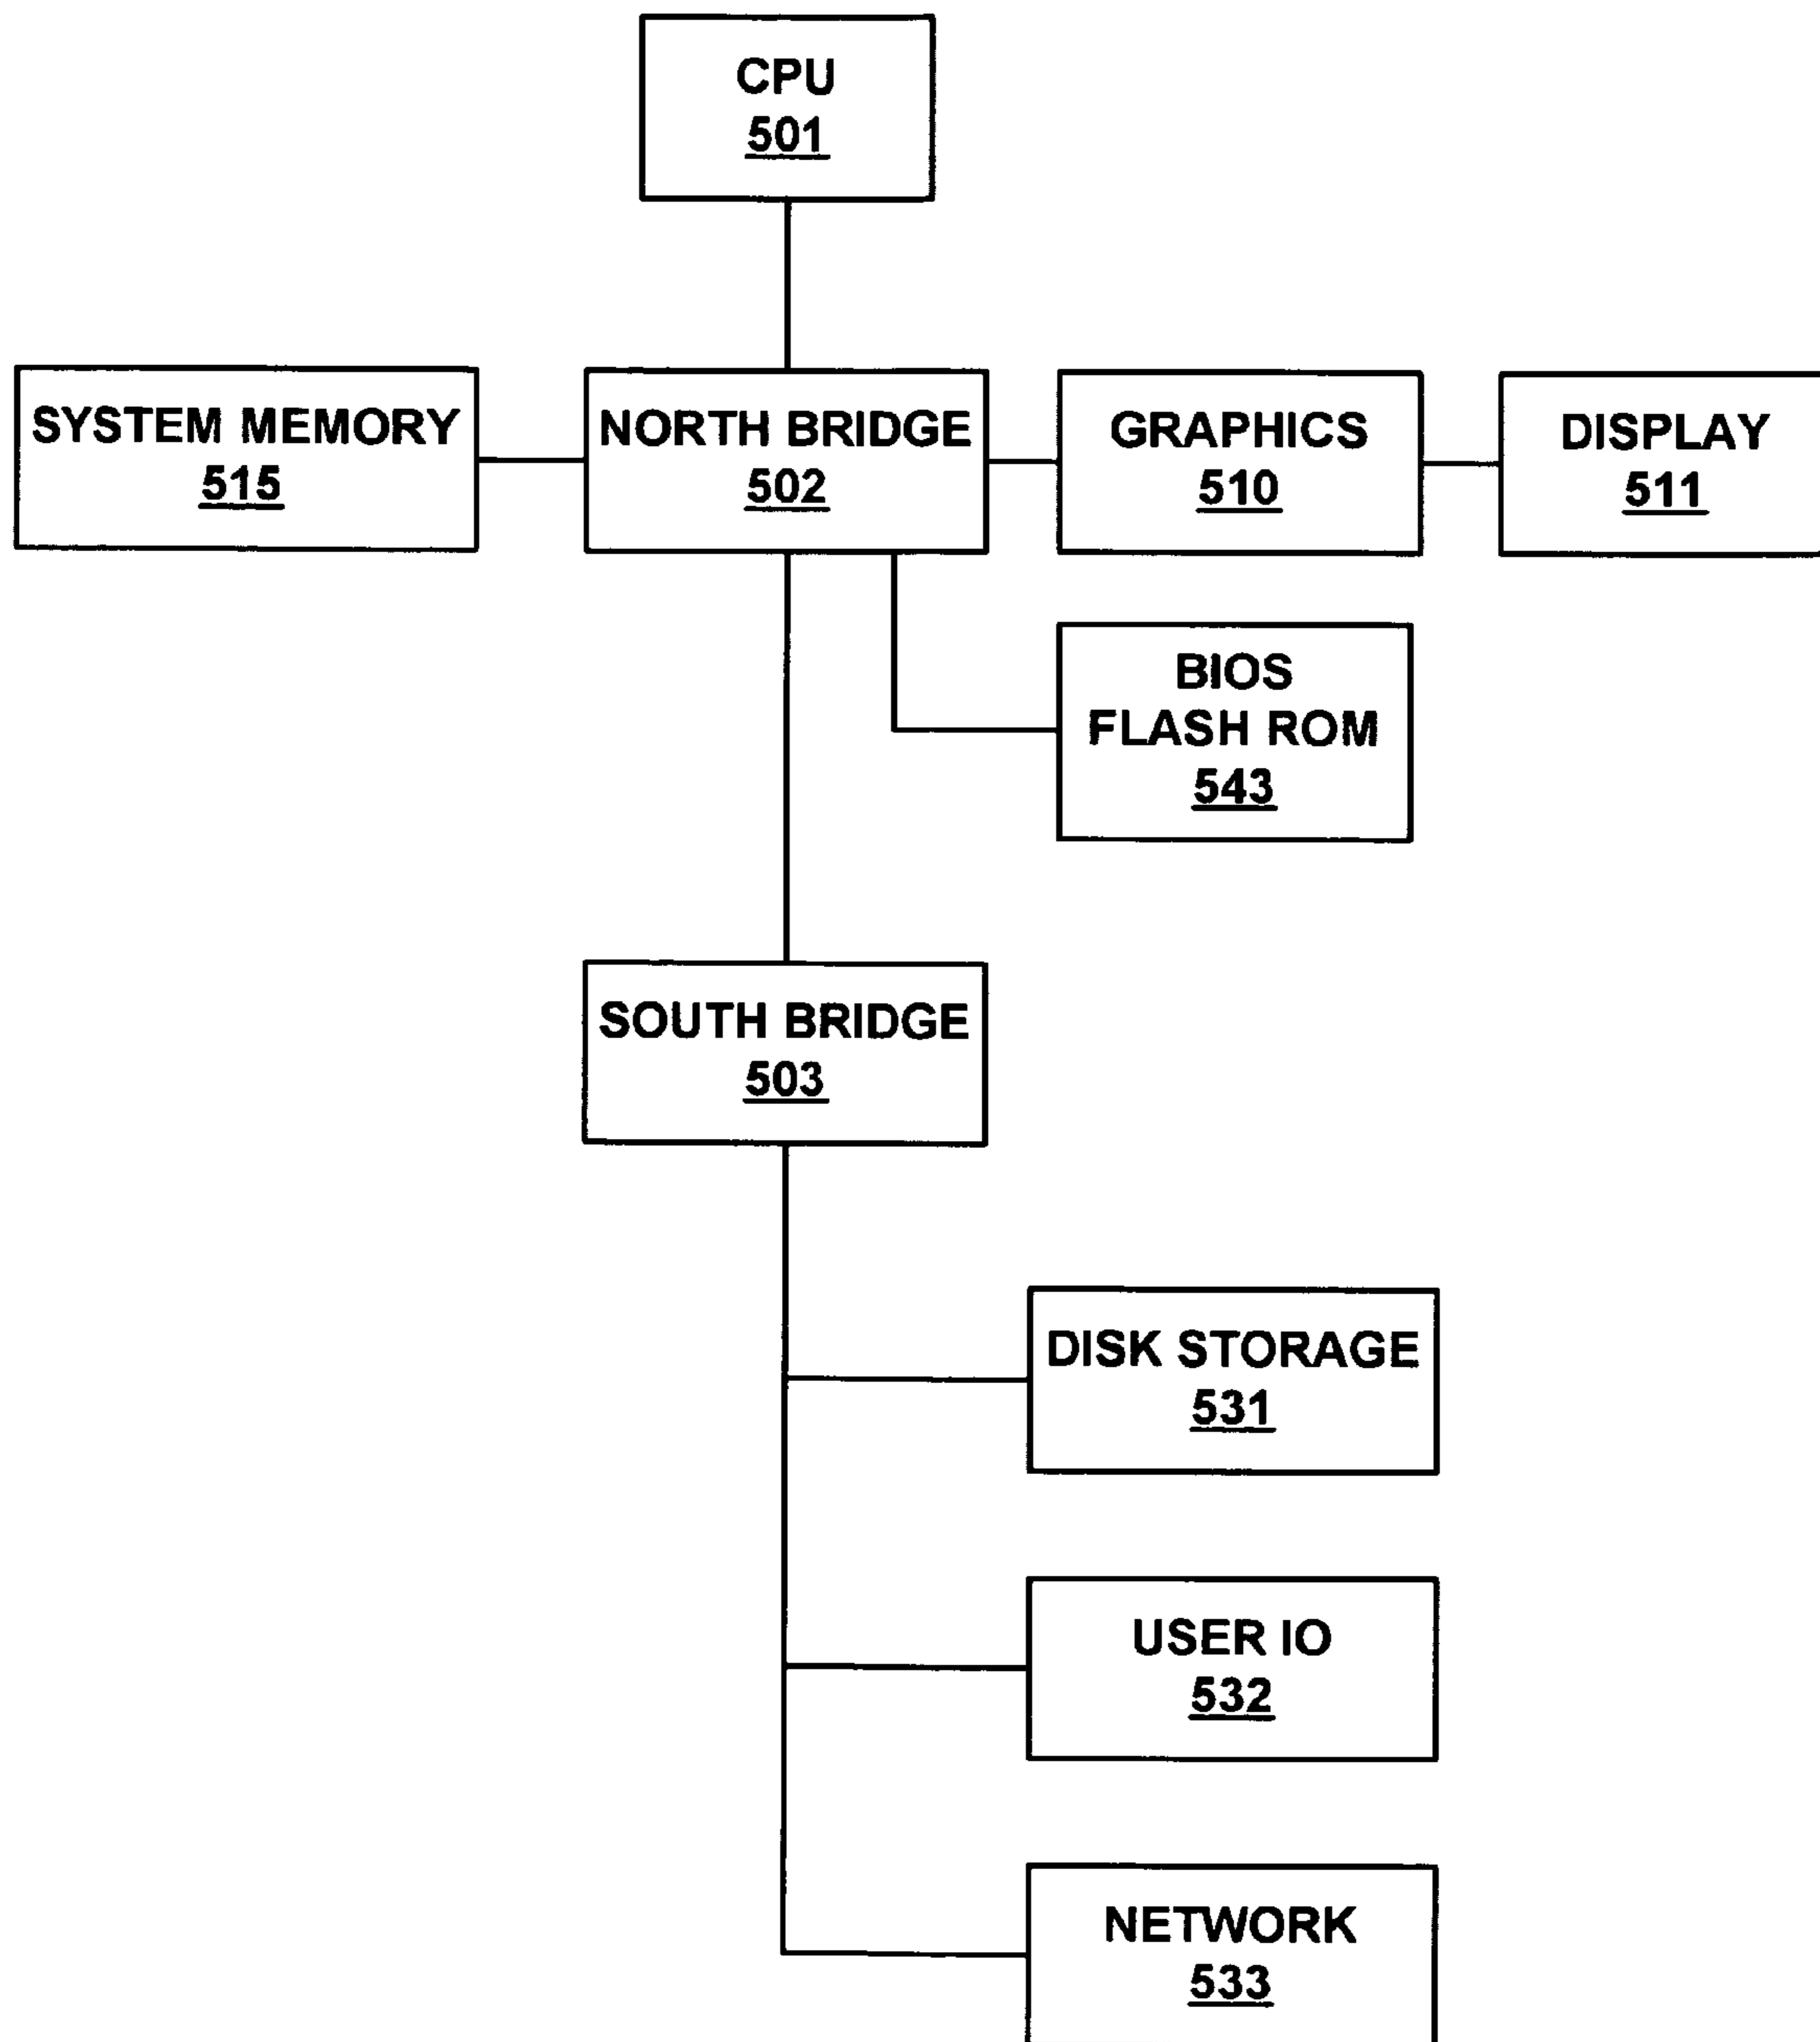 CPU
501
SYSTEM MEMORY
515
NORTH BRIDGE
502
GRAPHICS
510
DISPLAY
511
BIOS
FLASH ROM
543
SOUTH BRIDGE
503
DISK STORAGE
531
USER IO
532
NETWORK
533